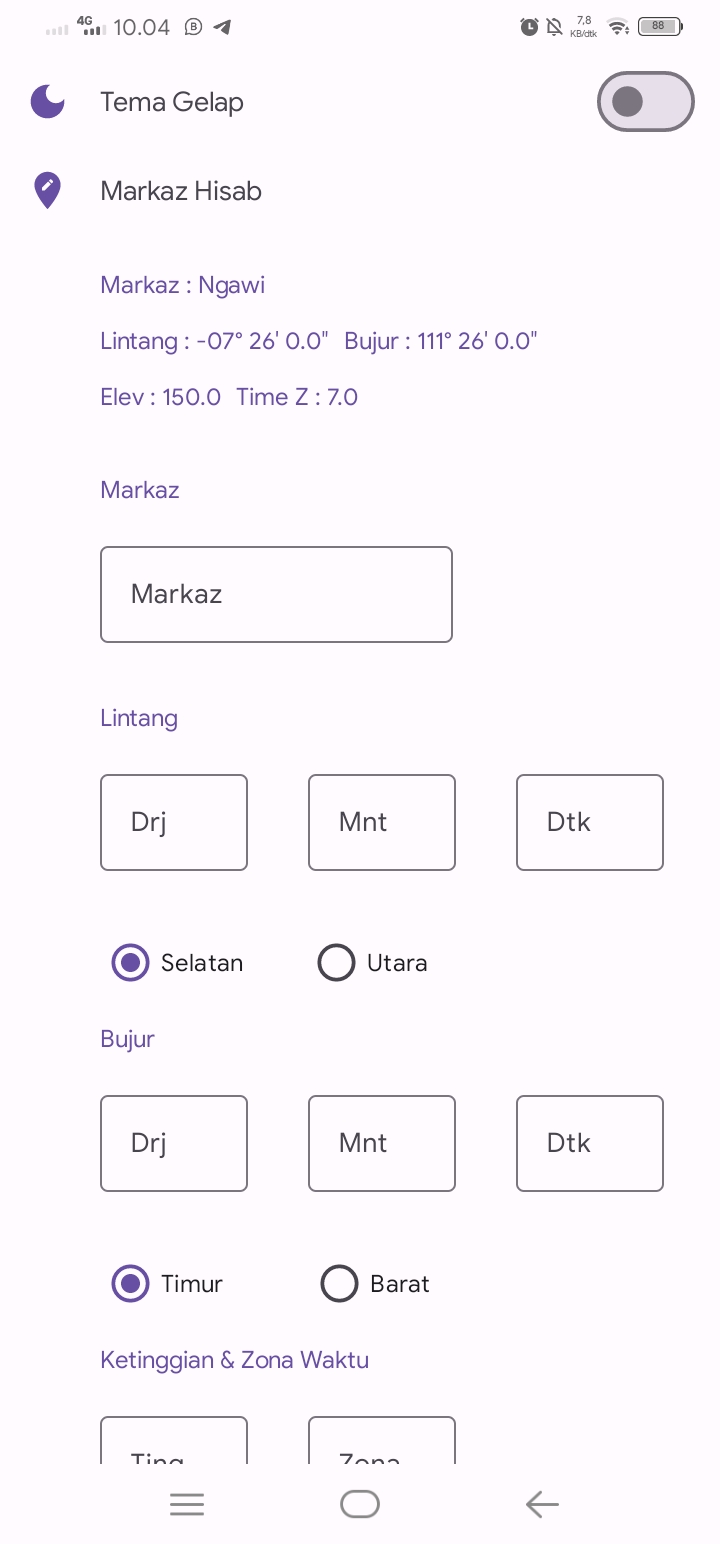 4G 10.04 B 7,8 KB/dtk 88
Tema Gelap
Markaz Hisab
Markaz : Ngawi
Lintang : -07° 26' 0.0" Bujur : 111° 26' 0.0"
Elev : 150.0 Time Z : 7.0
Markaz
Markaz
Lintang
Drj Mnt Dtk
Selatan Utara
Bujur
Drj Mnt Dtk
Timur Barat
Ketinggian & Zona Waktu
Ting Zona